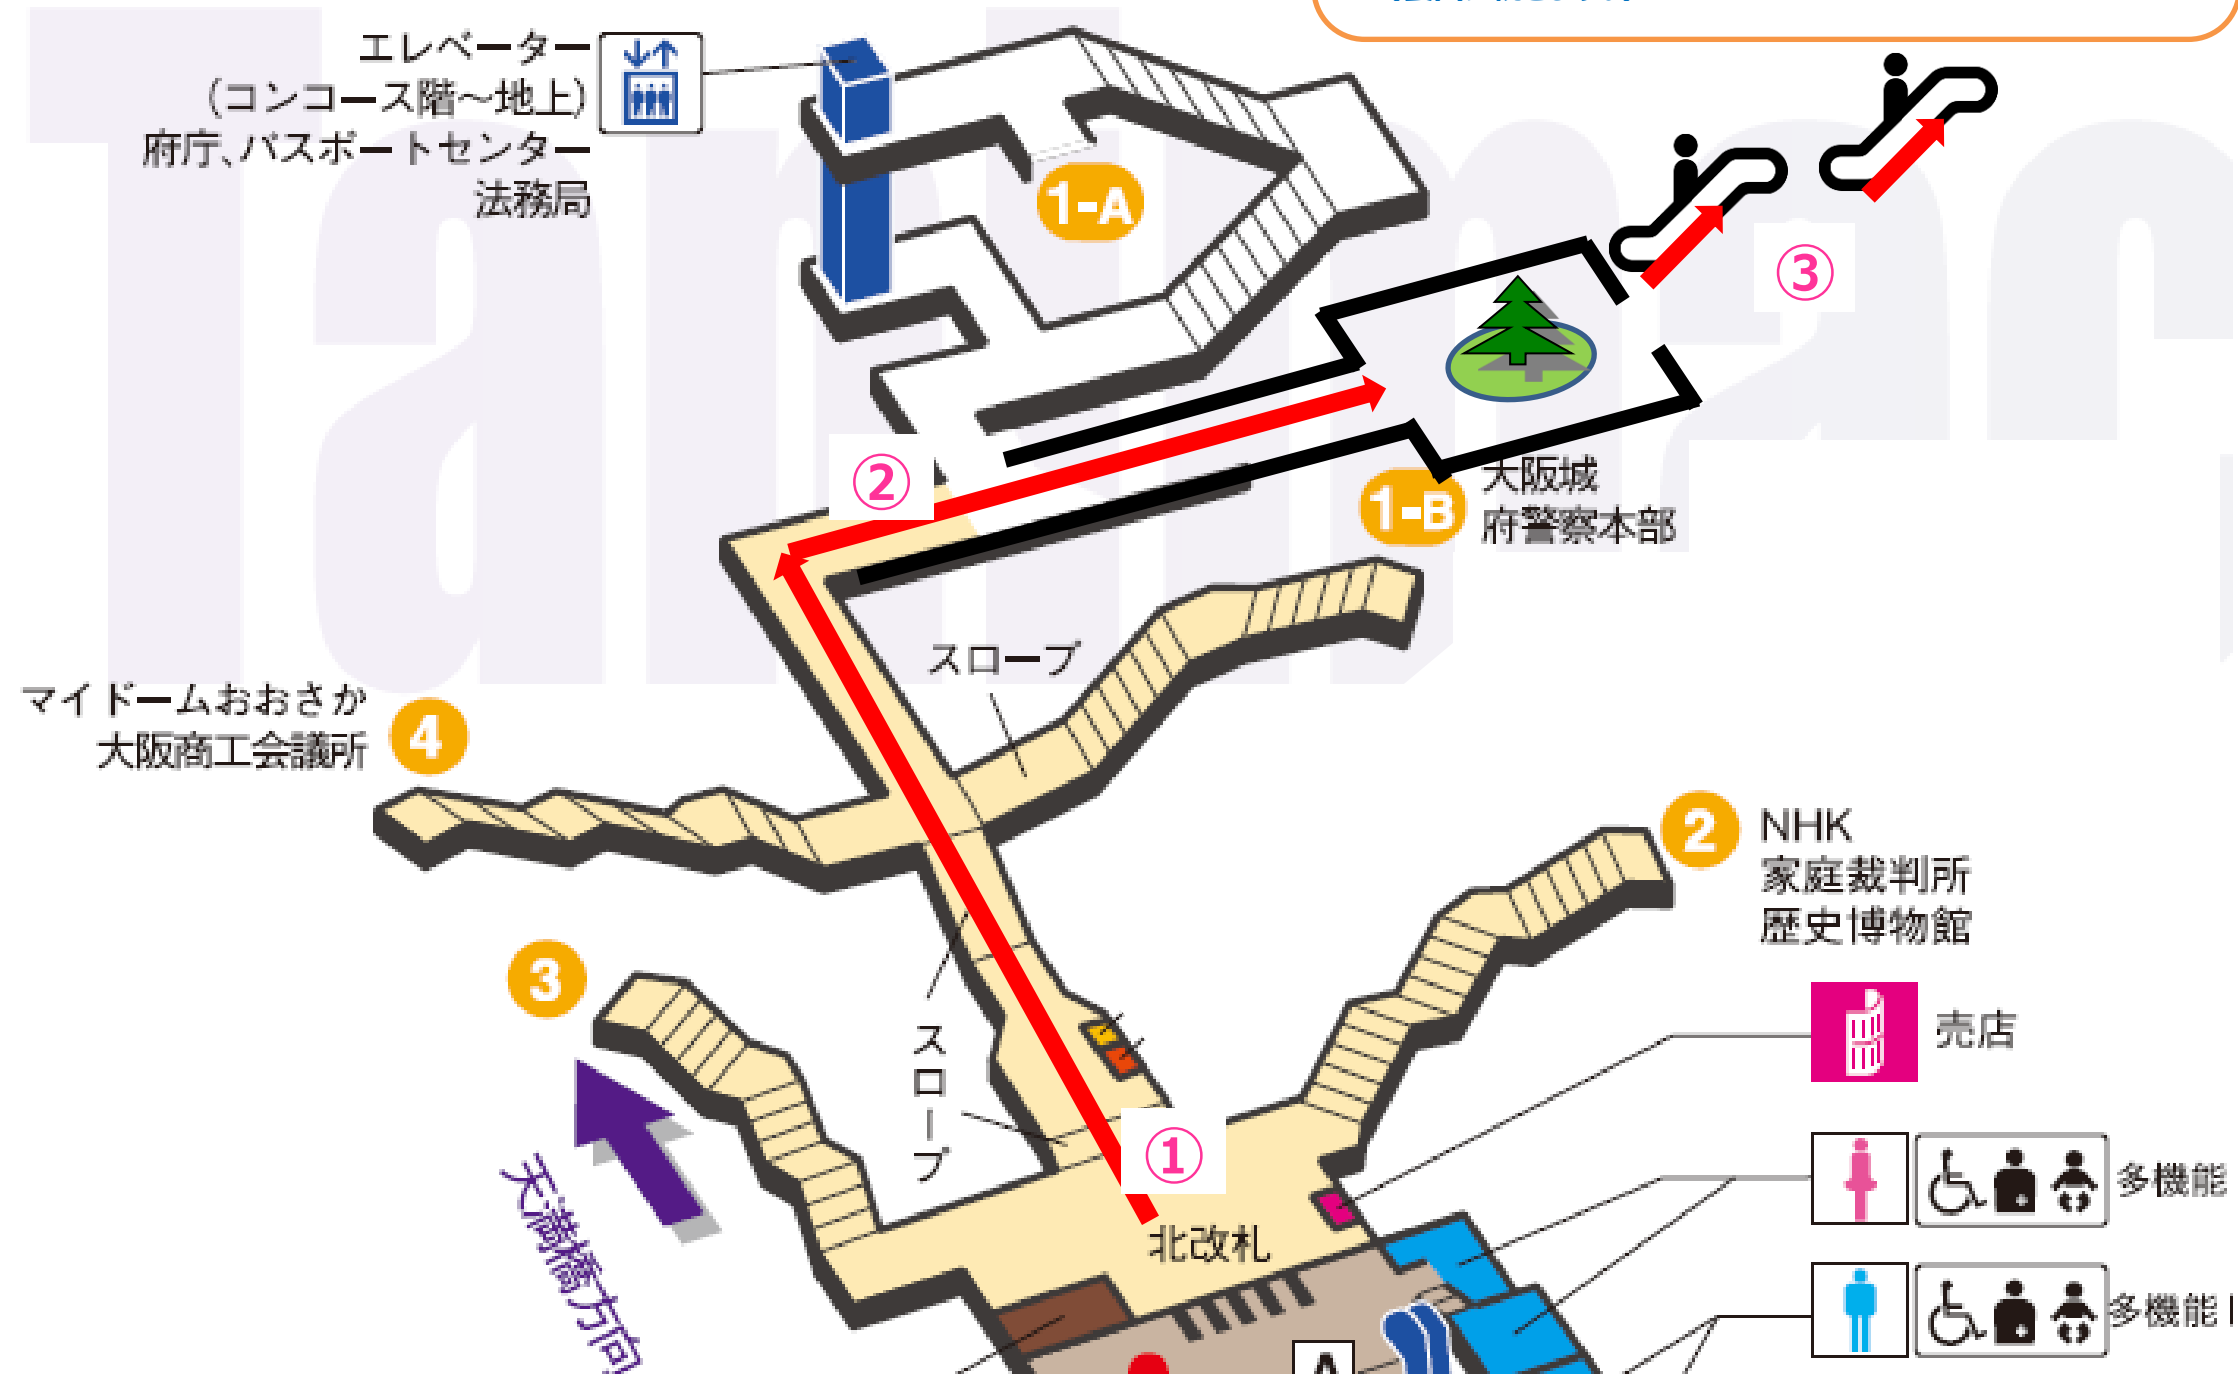 エレベーター
(コンコース階～地上)
府庁、パスポートセンター
法務局
1-A
③
②
1-B
大阪城
府警察本部
スロープ
マイドームおおさか
大阪商工会議所
4
2
NHK
家庭裁判所
歴史博物館
3
スロープ
売店
①
天満橋方向
北改札
多機能
多機能
A